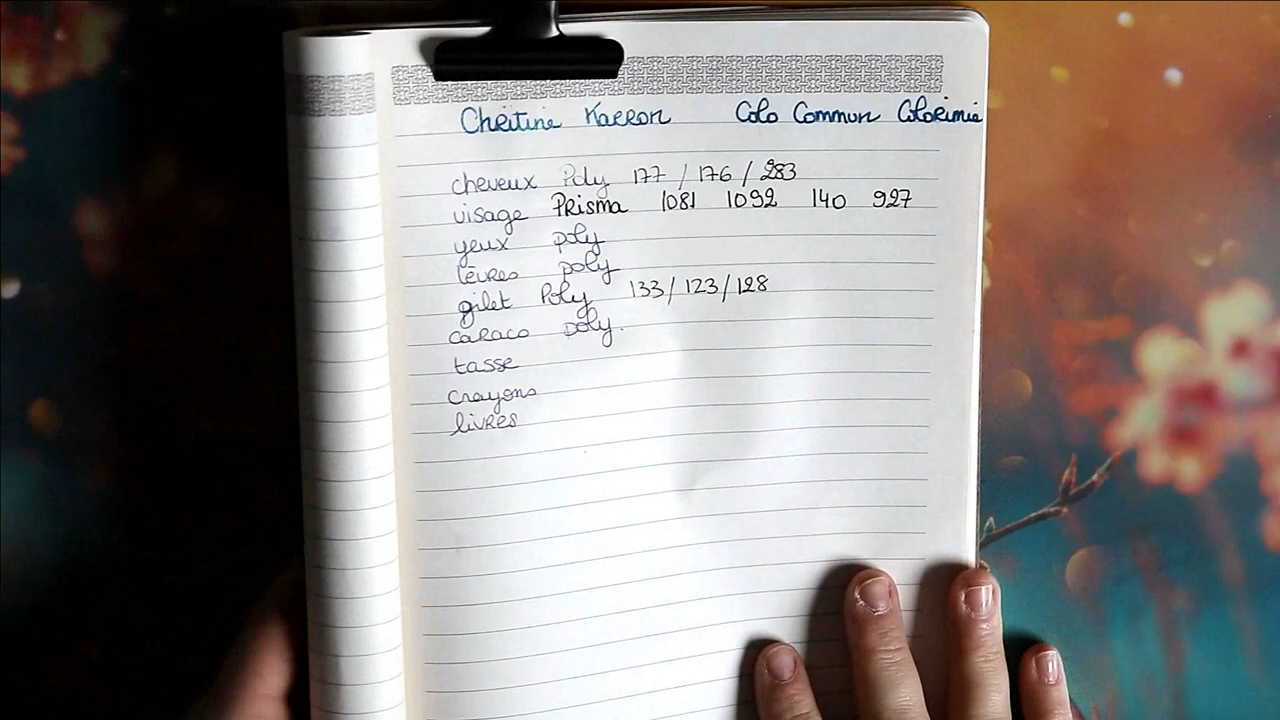 Christine Karron Colo Commun Colorimie
cheveux Poly 177 / 176 / 283
visage Prisma 1081 1092 140 927
yeux poly
lèvres poly
gilet Poly 133 / 123 / 128
caraco poly.
tasse
crayons
livres